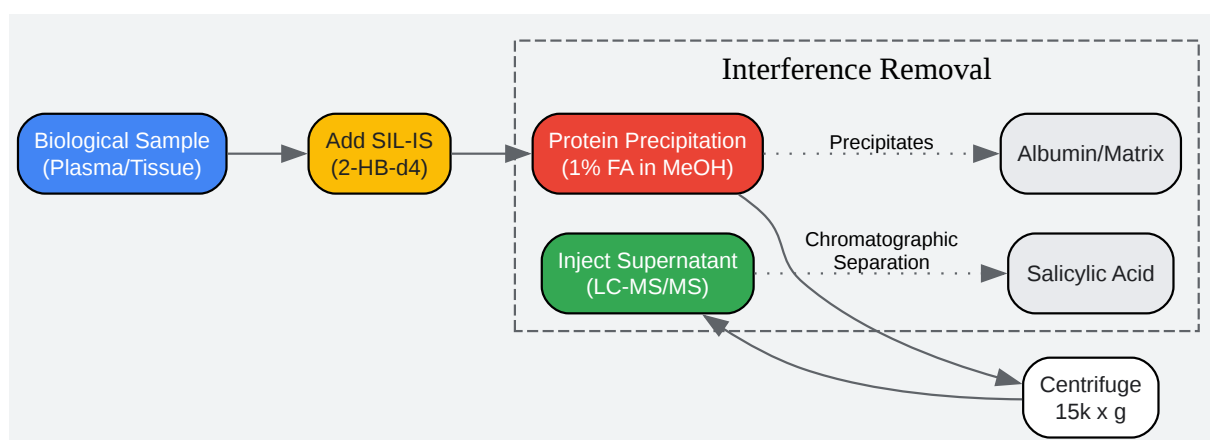 Interference Removal
Biological Sample
(Plasma/Tissue)
Add SIL-IS
(2-HB-d4)
Protein Precipitation
(1% FA in MeOH)
Precipitates
Albumin/Matrix
Inject Supernatant
(LC-MS/MS)
Chromatographic
Separation
Salicylic Acid
Centrifuge
15k x g